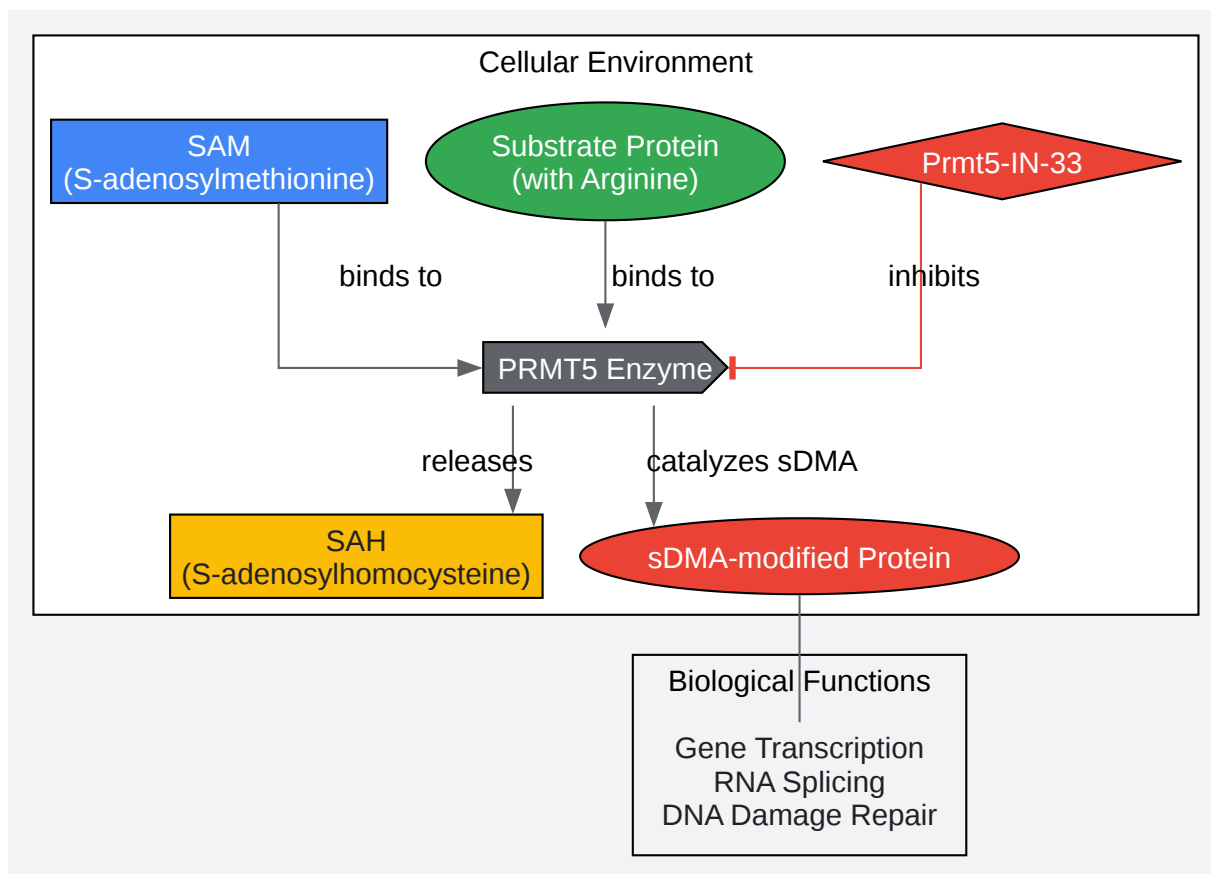 Cellular Environment
SAM
(S-adenosylmethionine)
Substrate Protein
(with Arginine)
Prmt5-IN-33
binds to
binds to
inhibits
PRMT5 Enzyme
releases
catalyzes sDMA
SAH
(S-adenosylhomocysteine)
sDMA-modified Protein
Biological Functions
Gene Transcription
RNA Splicing
DNA Damage Repair